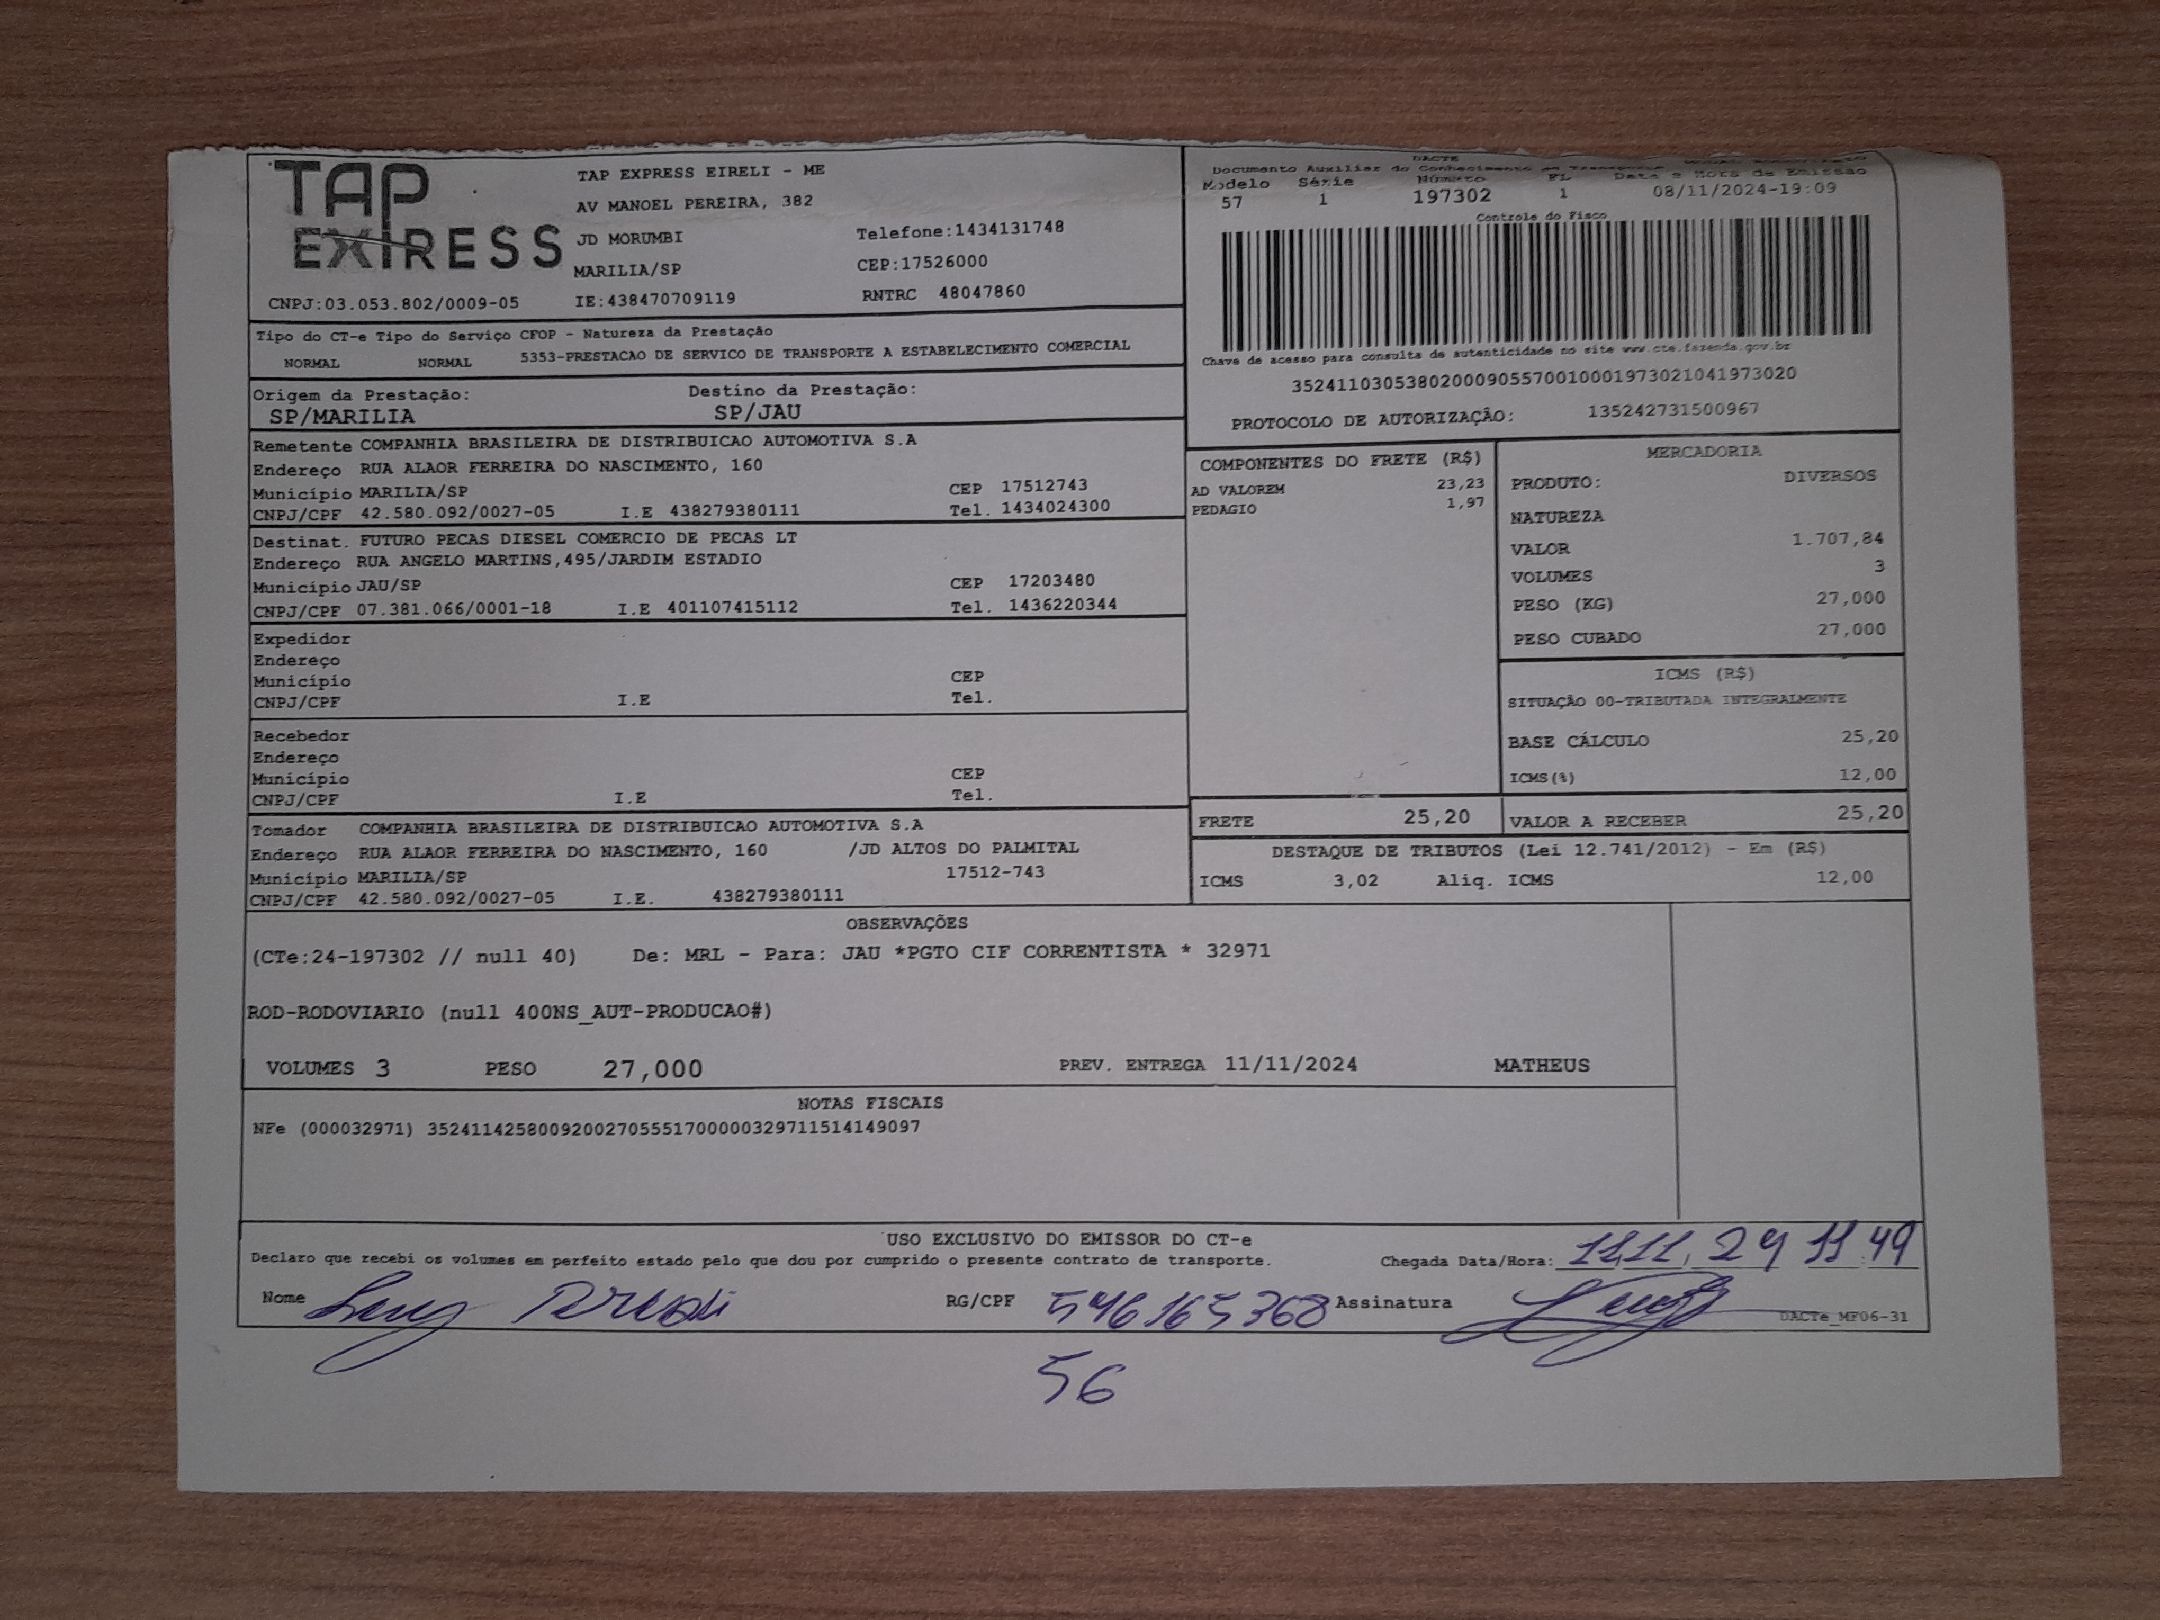 TAP
EXPRESS
TAP EXPRESS EIRELI - ME
AV MANOEL PEREIRA, 382
JD MORUMBI
Telefone:1434131748
MARILIA/SP
CEP:17526000
CNPJ:03.053.802/0009-05
IE:438470709119
RNTRC 48047860
DACTE
Documento Auxiliar do Conhecimento de Transporte
Modelo Série Número FL Data e Hora de Emissão
57 1 197302 1 08/11/2024-19:09
Controle do Fisco
Chave de acesso para consulta de autenticidade no site www.cte.fazenda.gov.br
35241103053802000905570010001973021041973020
PROTOCOLO DE AUTORIZAÇÃO: 135242731500967
Tipo do CT-e Tipo do Serviço CFOP - Natureza da Prestação
NORMAL NORMAL 5353-PRESTACAO DE SERVICO DE TRANSPORTE A ESTABELECIMENTO COMERCIAL
Origem da Prestação: Destino da Prestação:
SP/MARILIA SP/JAU
Remetente COMPANHIA BRASILEIRA DE DISTRIBUICAO AUTOMOTIVA S.A
Endereço RUA ALAOR FERREIRA DO NASCIMENTO, 160
Município MARILIA/SP CEP 17512743
CNPJ/CPF 42.580.092/0027-05 I.E 438279380111 Tel. 1434024300
Destinat. FUTURO PECAS DIESEL COMERCIO DE PECAS LT
Endereço RUA ANGELO MARTINS,495/JARDIM ESTADIO
Município JAU/SP CEP 17203480
CNPJ/CPF 07.381.066/0001-18 I.E 401107415112 Tel. 1436220344
Expedidor
Endereço
Município CEP
CNPJ/CPF I.E Tel.
Recebedor
Endereço
Município CEP
CNPJ/CPF I.E Tel.
Tomador COMPANHIA BRASILEIRA DE DISTRIBUICAO AUTOMOTIVA S.A
Endereço RUA ALAOR FERREIRA DO NASCIMENTO, 160 /JD ALTOS DO PALMITAL
Município MARILIA/SP 17512-743
CNPJ/CPF 42.580.092/0027-05 I.E. 438279380111
COMPONENTES DO FRETE (R$)
AD VALOREM 23,23
PEDAGIO 1,97
MERCADORIA
PRODUTO: DIVERSOS
NATUREZA
VALOR 1.707,84
VOLUMES 3
PESO (KG) 27,000
PESO CUBADO 27,000
ICMS (R$)
SITUAÇÃO 00-TRIBUTADA INTEGRALMENTE
BASE CÁLCULO 25,20
ICMS(%) 12,00
FRETE 25,20 VALOR A RECEBER 25,20
DESTAQUE DE TRIBUTOS (Lei 12.741/2012) - Em (R$)
ICMS 3,02 Aliq. ICMS 12,00
OBSERVAÇÕES
(CTe:24-197302 // null 40) De: MRL - Para: JAU *PGTO CIF CORRENTISTA * 32971
ROD-RODOVIARIO (null 400NS_AUT-PRODUCAO#)
VOLUMES 3 PESO 27,000 PREV. ENTREGA 11/11/2024 MATHEUS
NOTAS FISCAIS
NFe (000032971) 35241142580092002705551700000329711514149097
USO EXCLUSIVO DO EMISSOR DO CT-e
Declaro que recebi os volumes em perfeito estado pelo que dou por cumprido o presente contrato de transporte.
Chegada Data/Hora: 11 11 24 11:49
Nome
RG/CPF 546165368
Assinatura
DACTe_MF06-31
56